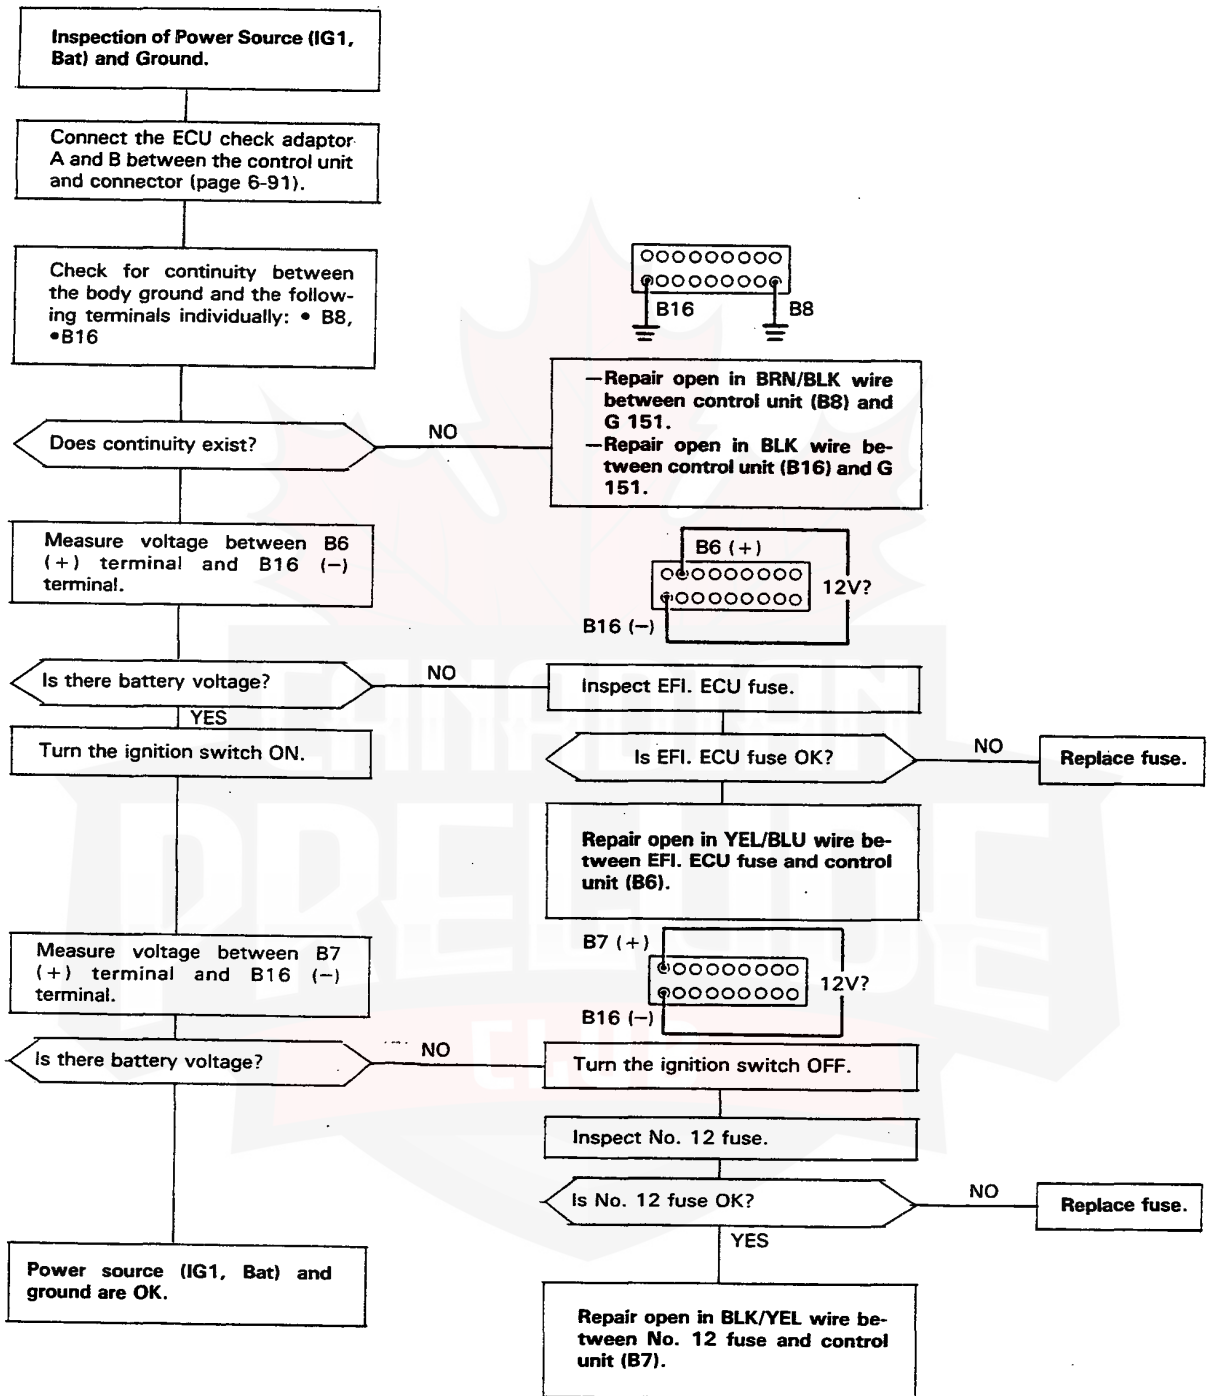 Inspection of Power Source (IG1,
Bat) and Ground.
Connect the ECU check adaptor
A and B between the control unit
and connector (page 6-91).
Check for continuity between
the body ground and the follow-
ing terminals individually: • B8,
•B16
B16
B8
Does continuity exist?
NO
—Repair open in BRN/BLK wire
between control unit (B8) and
G 151.
—Repair open in BLK wire be-
tween control unit (B16) and G
151.
Measure voltage between B6
(+) terminal and B16 (−)
terminal.
B6 (+)
12V?
B16 (−)
Is there battery voltage?
NO
YES
Inspect EFI. ECU fuse.
Turn the ignition switch ON.
Is EFI. ECU fuse OK?
NO
Replace fuse.
Repair open in YEL/BLU wire be-
tween EFI. ECU fuse and control
unit (B6).
Measure voltage between B7
(+) terminal and B16 (−)
terminal.
B7 (+)
12V?
B16 (−)
Is there battery voltage?
NO
Turn the ignition switch OFF.
Inspect No. 12 fuse.
Is No. 12 fuse OK?
NO
Replace fuse.
YES
Power source (IG1, Bat) and
ground are OK.
Repair open in BLK/YEL wire be-
tween No. 12 fuse and control
unit (B7).
CANADIAN
PRELUDE
CLUB